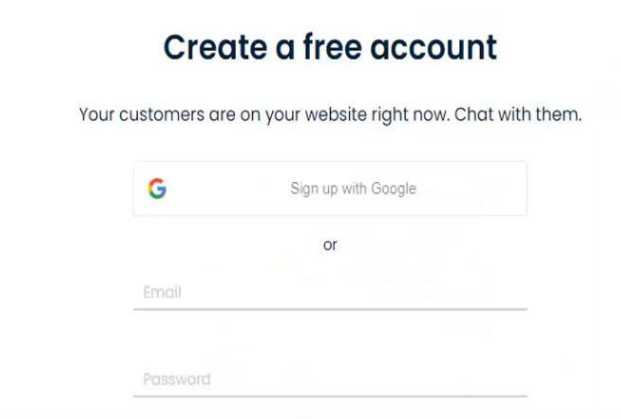 Create a free account
Your customers are on your website right now. Chat with them.
Sign up with Google
or
Email
Password